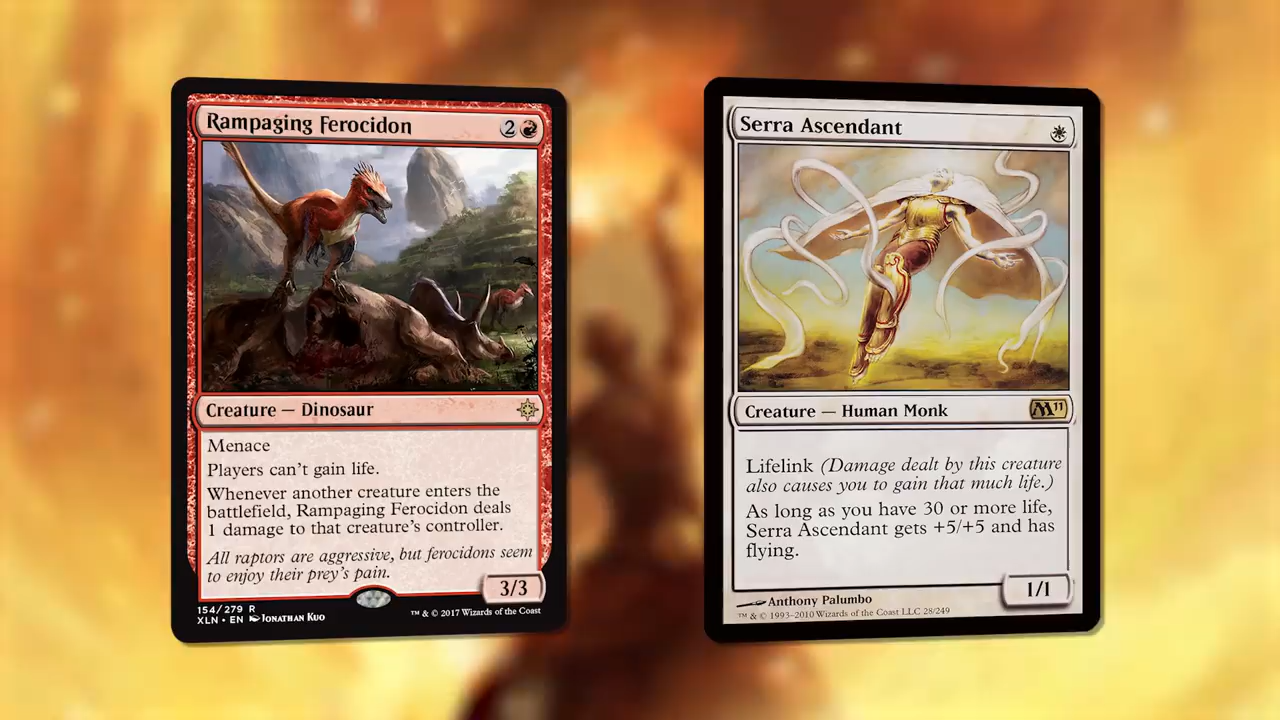 Rampaging Ferocidon 2
Creature — Dinosaur
Menace
Players can't gain life.
Whenever another creature enters the
battlefield, Rampaging Ferocidon deals
1 damage to that creature's controller.
All raptors are aggressive, but ferocidons seem
to enjoy their prey's pain.
3/3
154/279 R
XLN • EN Jonathan Kuo
™ & © 2017 Wizards of the Coast
Serra Ascendant
Creature — Human Monk M11
Lifelink (Damage dealt by this creature
also causes you to gain that much life.)
As long as you have 30 or more life,
Serra Ascendant gets +5/+5 and has
flying.
1/1
Anthony Palumbo
™ & © 1993-2010 Wizards of the Coast LLC 28/249